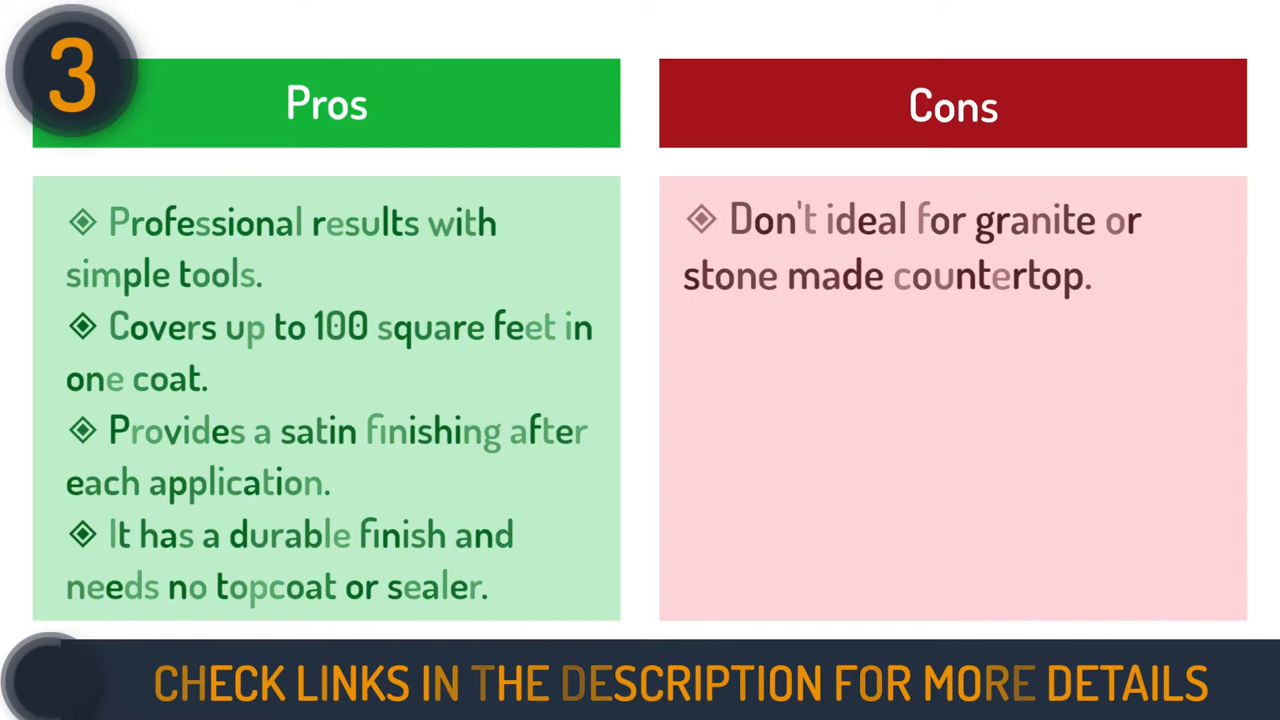 3
Pros
Cons
Professional results with
simple tools.
Covers up to 100 square feet in
one coat.
Provides a satin finishing after
each application.
It has a durable finish and
needs no topcoat or sealer.
Don't ideal for granite or
stone made countertop.
CHECK LINKS IN THE DESCRIPTION FOR MORE DETAILS